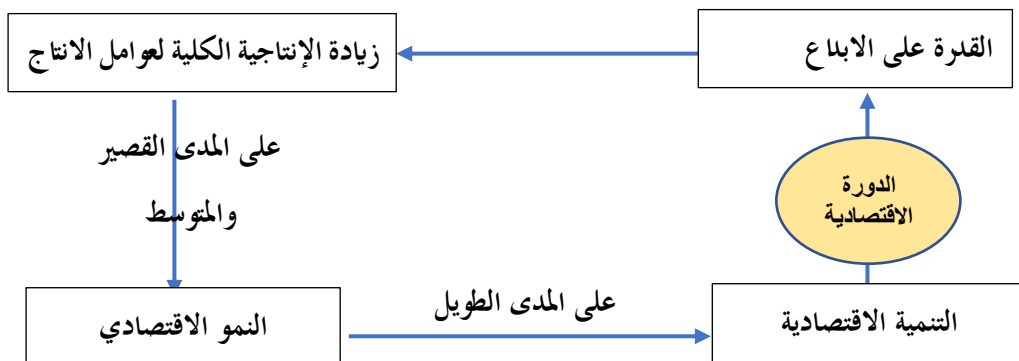 القدرة على الابداع
زيادة الإنتاجية الكلية لعوامل الانتاج
على المدى القصير
والمتوسط
الدورة
الاقتصادية
النمو الاقتصادي
على المدى الطويل
التنمية الاقتصادية